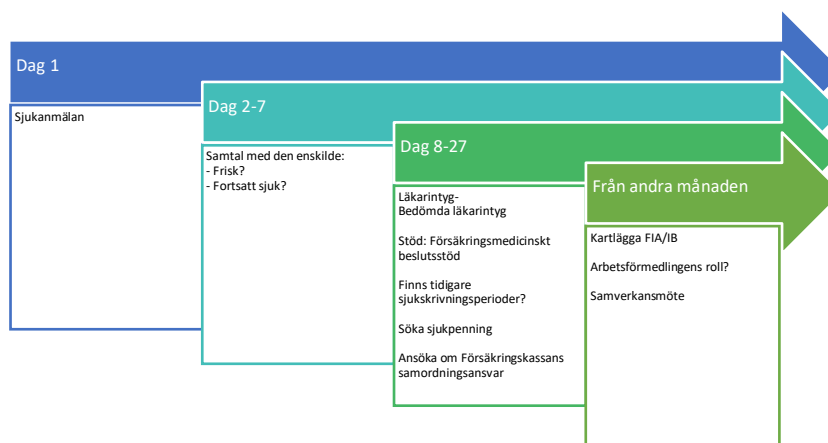 Dag 1
Sjukanmälan
Dag 2-7
Samtal med den enskilde:
- Frisk?
- Fortsatt sjuk?
Dag 8-27
Läkarintyg-
Bedömda läkarintyg
Stöd: Försäkringsmedicinskt
beslutsstöd
Finns tidigare
sjukskrivningsperioder?
Söka sjukpenning
Ansöka om Försäkringskassans
samordningsansvar
Från andra månaden
Kartlägga FIA/IB
Arbetsförmedlingens roll?
Samverkansmöte